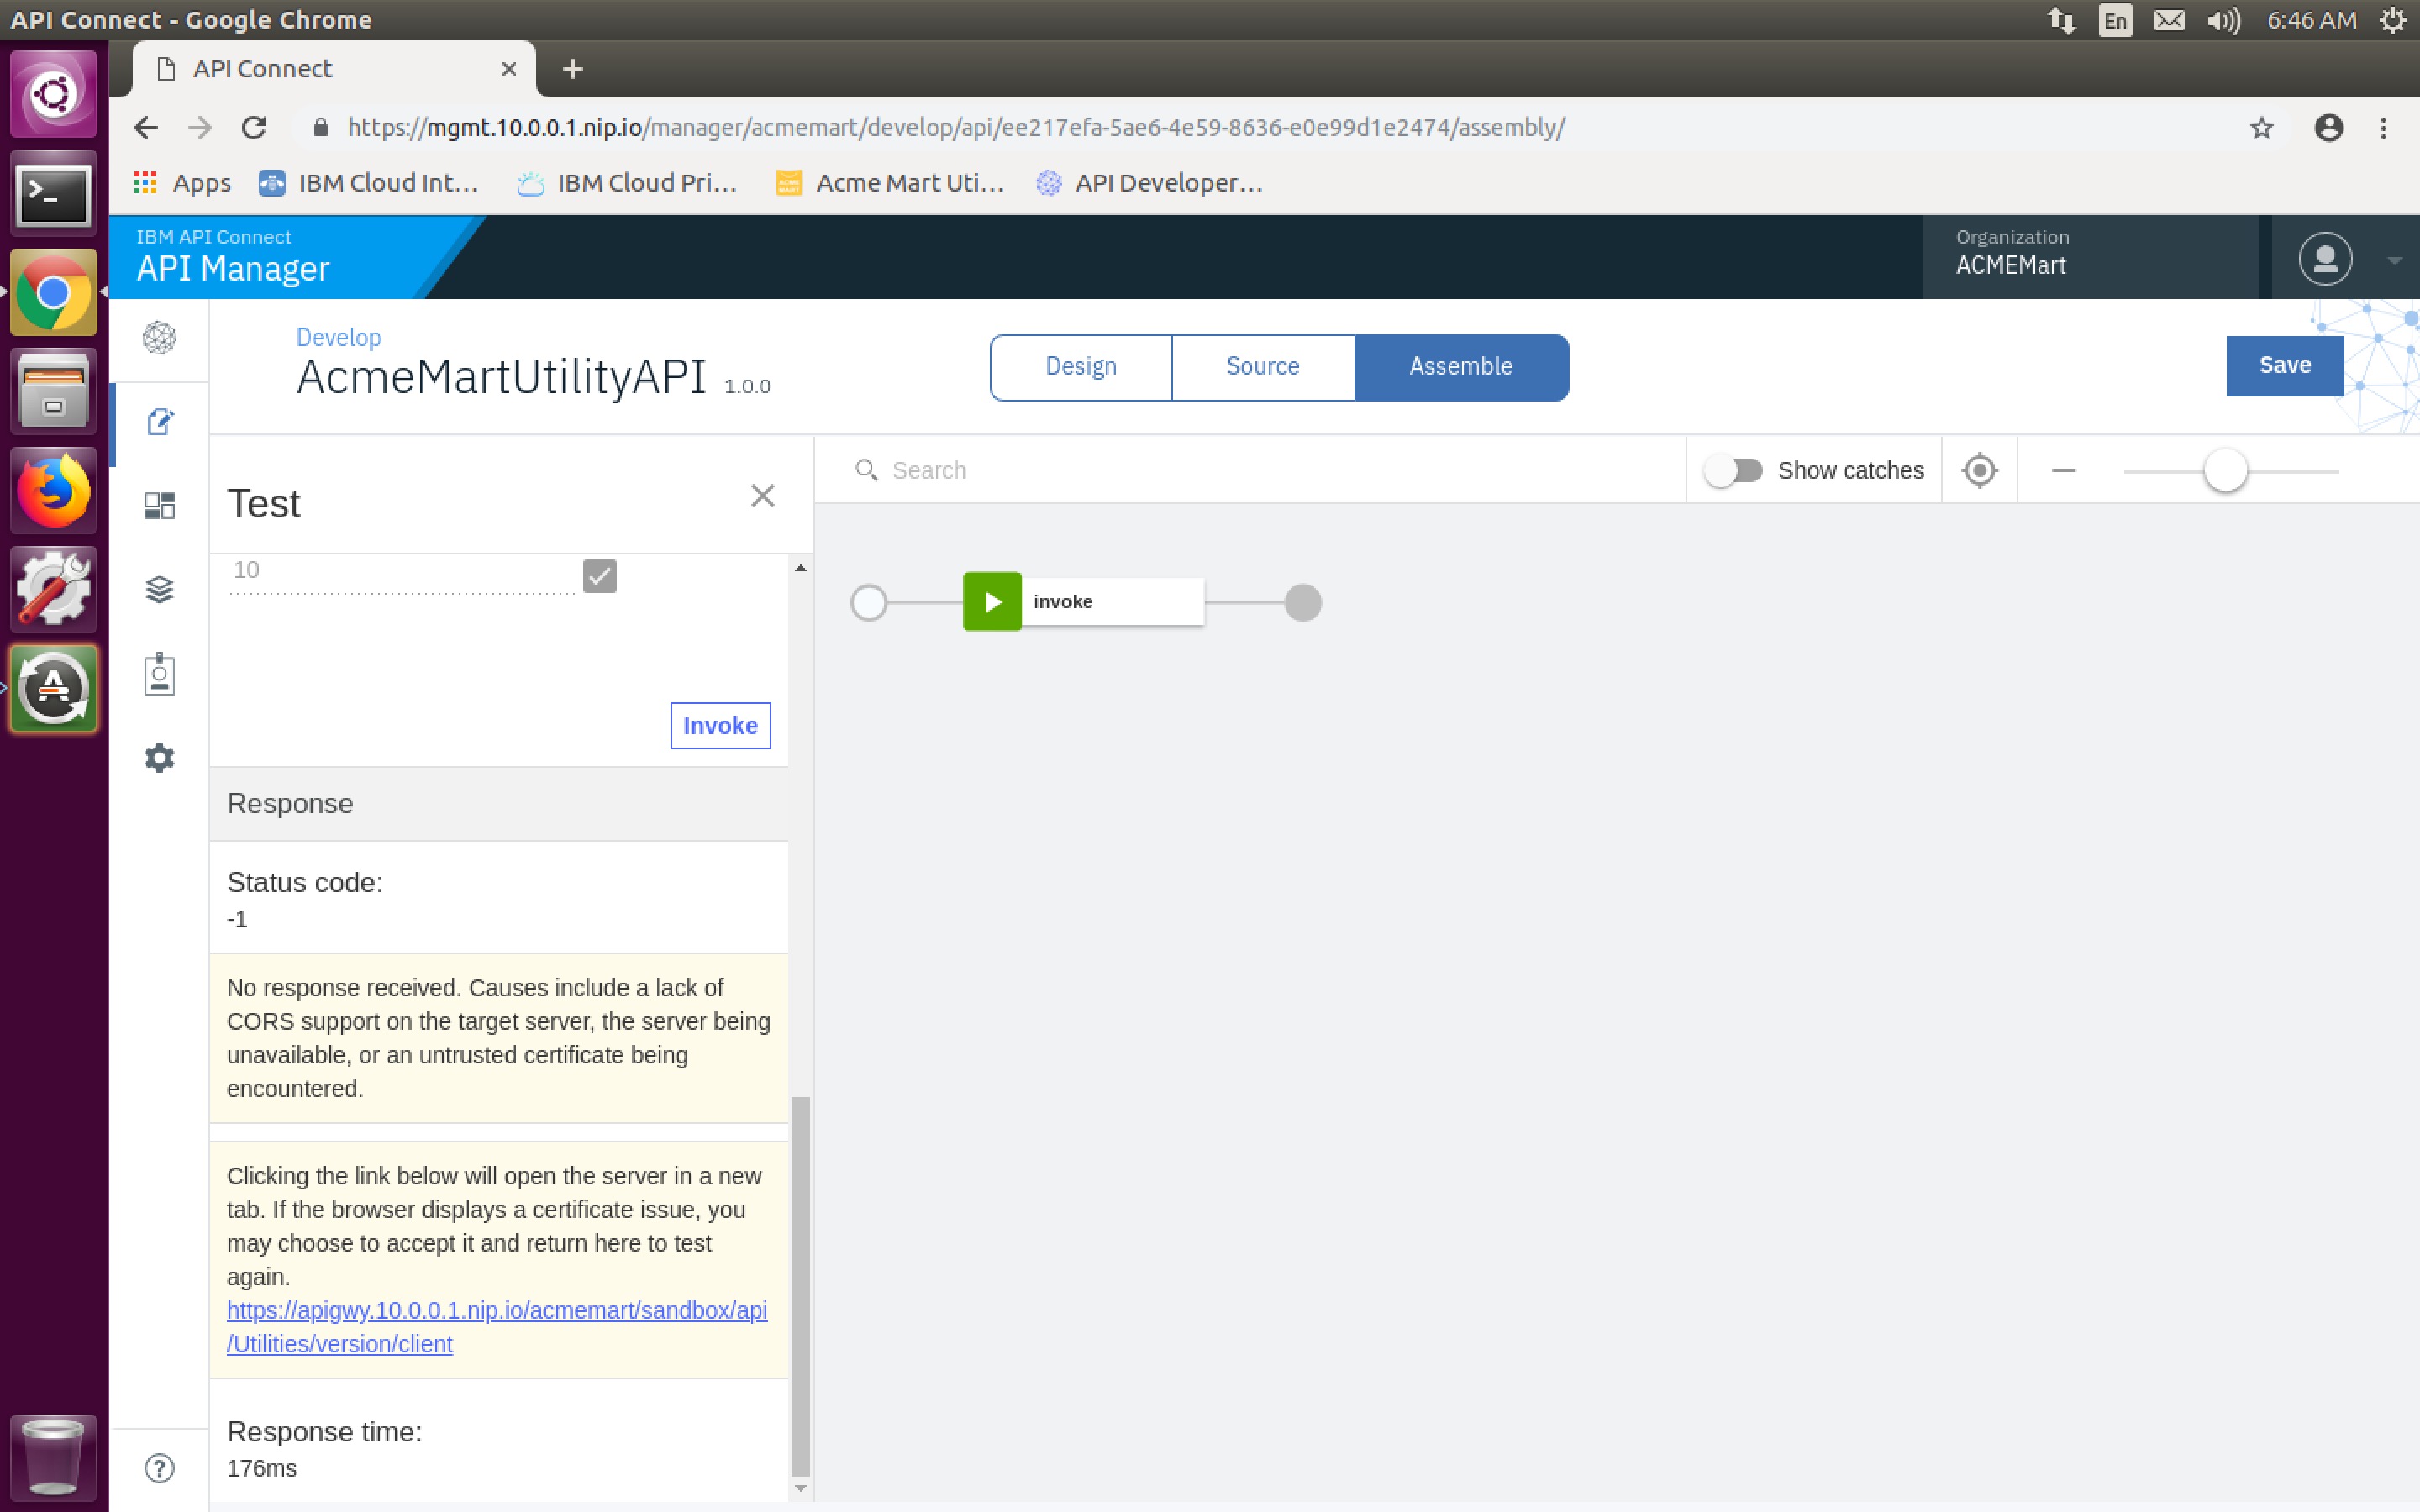 API Connect - Google Chrome
En
6:46 AM
API Connect
https://mgmt.10.0.0.1.nip.io/manager/acmemart/develop/api/ee217efa-5ae6-4e59-8636-e0e99d1e2474/assembly/
Apps
IBM Cloud Int...
IBM Cloud Pri...
ACME MART
Acme Mart Uti...
API Developer...
IBM API Connect
API Manager
Organization
ACMEMart
Develop
AcmeMartUtilityAPI 1.0.0
Design
Source
Assemble
Save
Test
Search
Show catches
10
invoke
Invoke
Response
Status code:
-1
No response received. Causes include a lack of
CORS support on the target server, the server being
unavailable, or an untrusted certificate being
encountered.
Clicking the link below will open the server in a new
tab. If the browser displays a certificate issue, you
may choose to accept it and return here to test
again.
https://apigwy.10.0.0.1.nip.io/acmemart/sandbox/api
/Utilities/version/client
Response time:
176ms